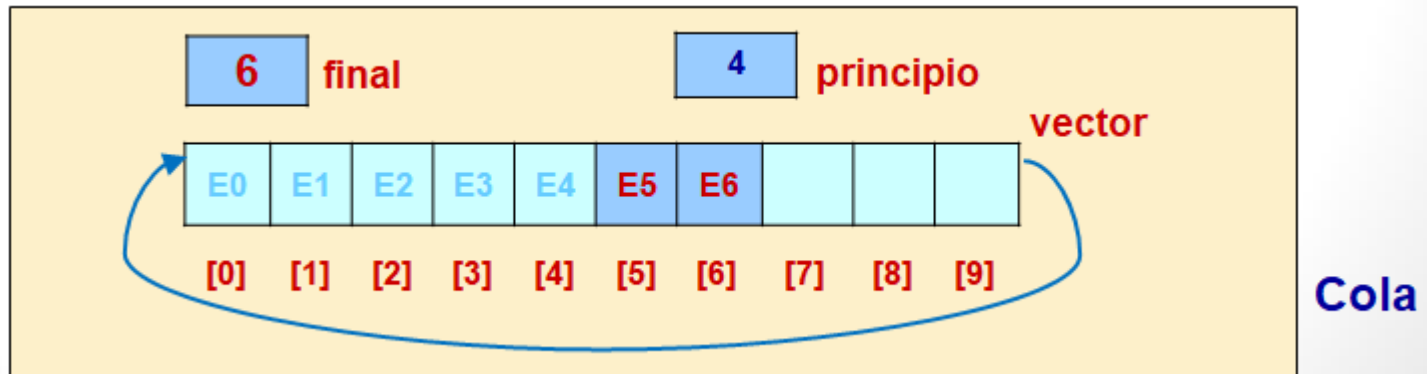 6 final 4 principio
vector
E0 E1 E2 E3 E4 E5 E6
[0] [1] [2] [3] [4] [5] [6] [7] [8] [9]
Cola